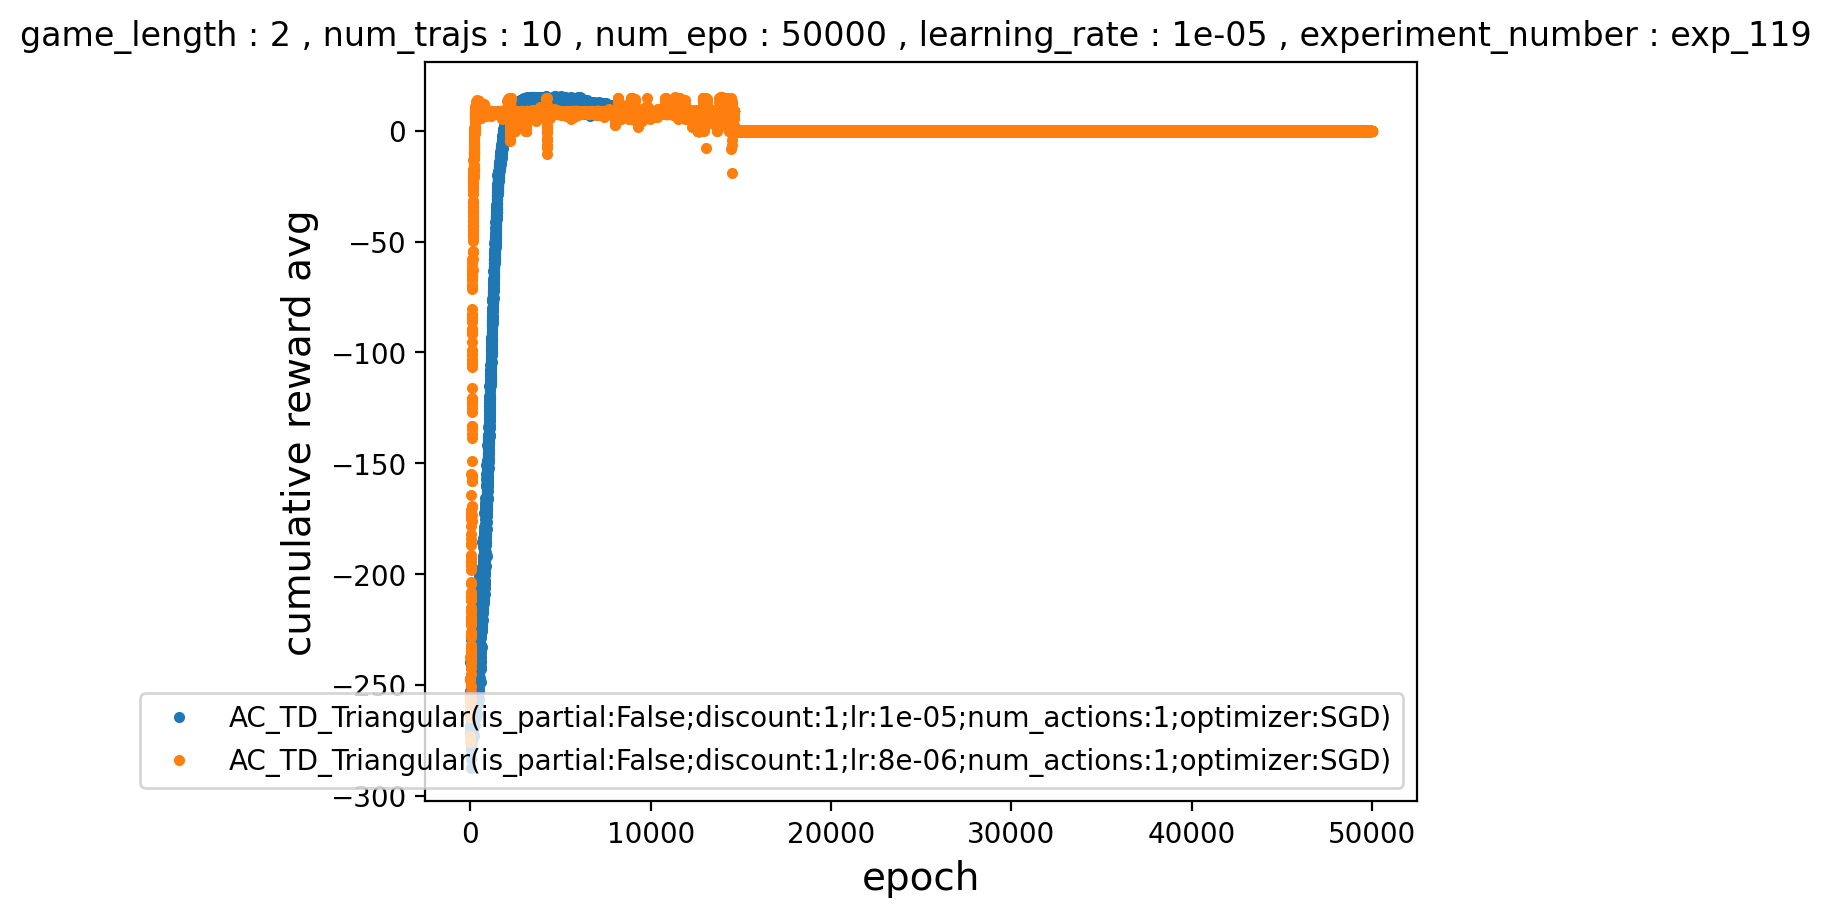 game_length : 2 , num_trajs : 10 , num_epo : 50000 , learning_rate : 1e-05 , experiment_number : exp_119
cumulative reward avg
0
−50
−100
−150
−200
−250
−300
AC_TD_Triangular(is_partial:False;discount:1;lr:1e-05;num_actions:1;optimizer:SGD)
AC_TD_Triangular(is_partial:False;discount:1;lr:8e-06;num_actions:1;optimizer:SGD)
0 10000 20000 30000 40000 50000
epoch